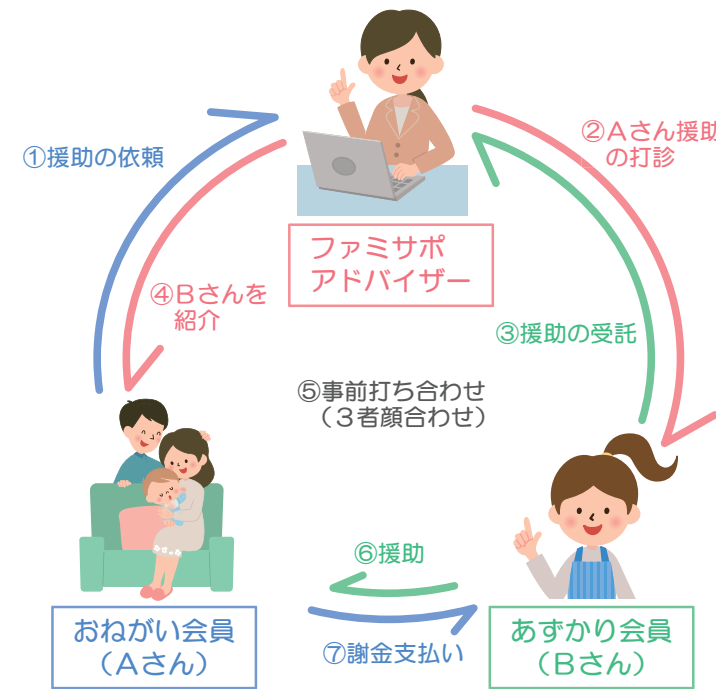 ①援助の依頼
②Aさん援助
の打診
ファミサポ
アドバイザー
④Bさんを
紹介
③援助の受託
⑤事前打ち合わせ
（３者顔合わせ）
⑥援助
⑦謝金支払い
おねがい会員
（Aさん）
あずかり会員
（Bさん）